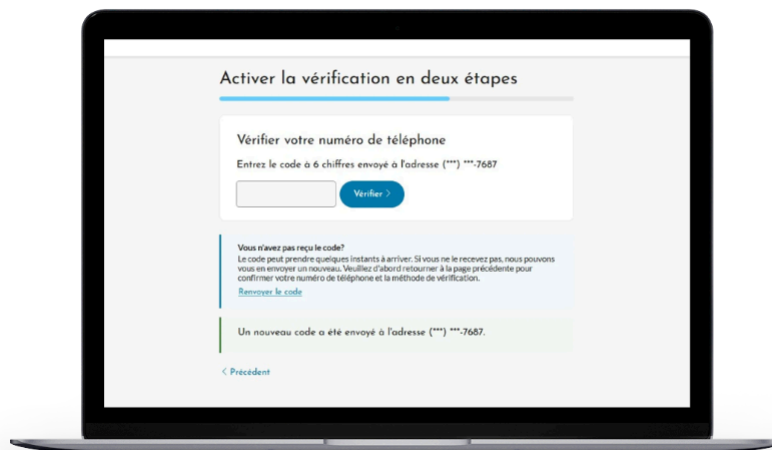 Activer la vérification en deux étapes
Vérifier votre numéro de téléphone
Entrez le code à 6 chiffres envoyé à l'adresse (***) ***-7687
Vérifier >
Vous n'avez pas reçu le code?
Le code peut prendre quelques instants à arriver. Si vous ne le recevez pas, nous pouvons
vous en envoyer un nouveau. Veuillez d'abord retourner à la page précédente pour
confirmer votre numéro de téléphone et la méthode de vérification.
Renvoyer le code
Un nouveau code a été envoyé à l'adresse (***) ***-7687.
< Précédent